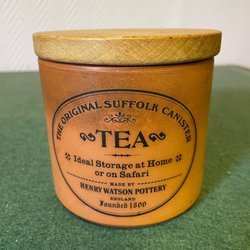 THE ORIGINAL SUFFOLK CANISTER
TEA
Ideal Storage at Home
or on Safari
MADE BY
HENRY WATSON POTTERY
ENGLAND
Founded 1800